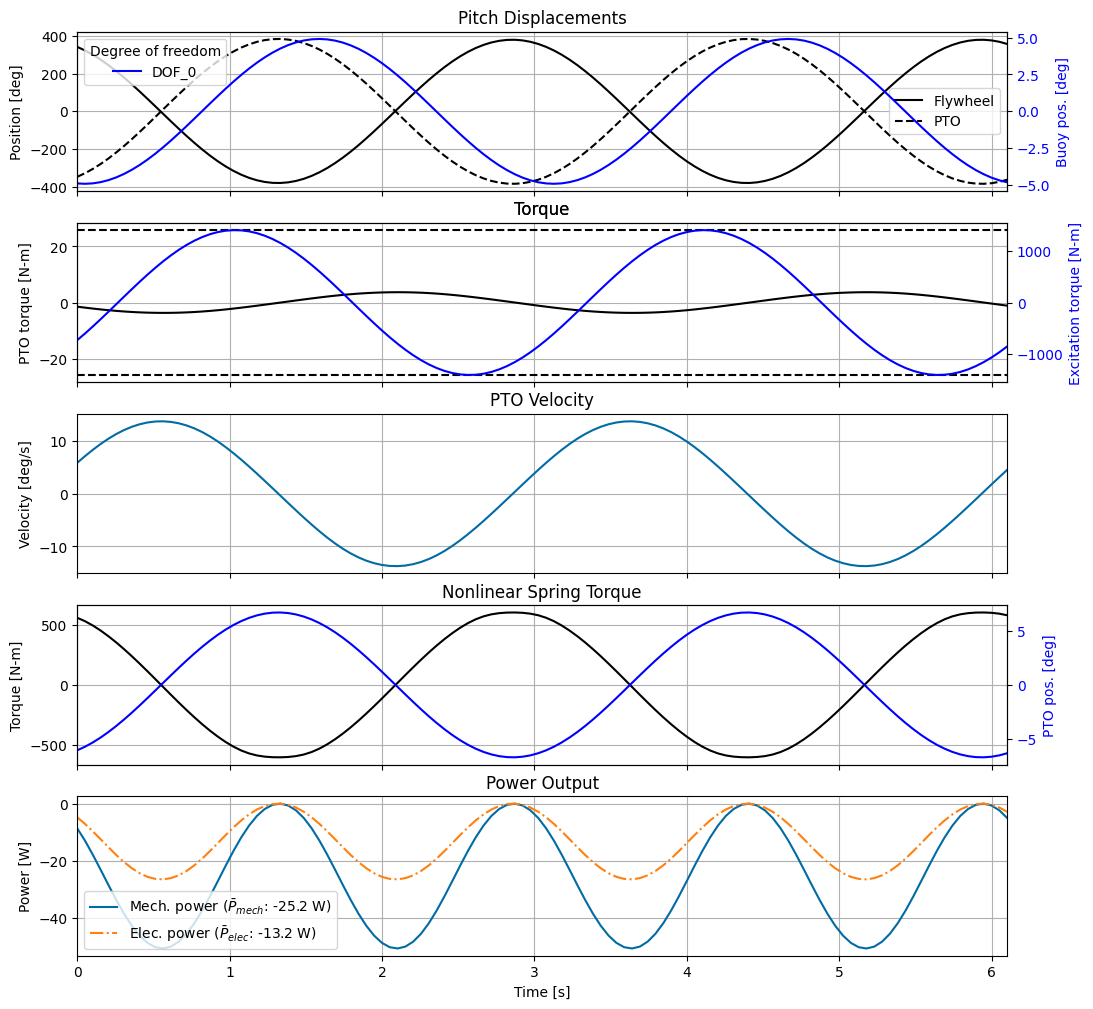 Pitch Displacements
Position [deg]
400
200
0
−200
−400
Degree of freedom
DOF_0
Flywheel
PTO
5.0
2.5
0.0
−2.5
−5.0
Buoy pos. [deg]
Torque
PTO torque [N-m]
20
0
−20
1000
0
−1000
Excitation torque [N-m]
PTO Velocity
Velocity [deg/s]
10
0
−10
Nonlinear Spring Torque
Torque [N-m]
500
0
−500
5
0
−5
PTO pos. [deg]
Power Output
Power [W]
0
−20
−40
Mech. power (P̄mech: -25.2 W)
Elec. power (P̄elec: -13.2 W)
0 1 2 3 4 5 6
Time [s]